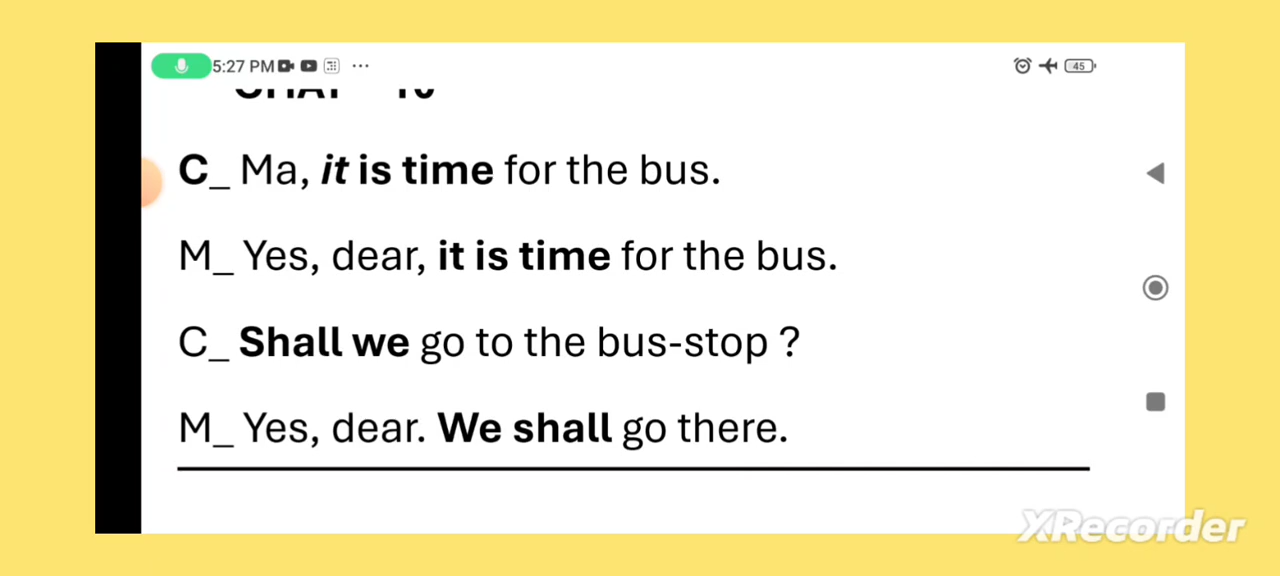 5:27 PM ...
45
C_ Ma, it is time for the bus.
M_ Yes, dear, it is time for the bus.
C_ Shall we go to the bus-stop ?
M_ Yes, dear. We shall go there.
XRecorder